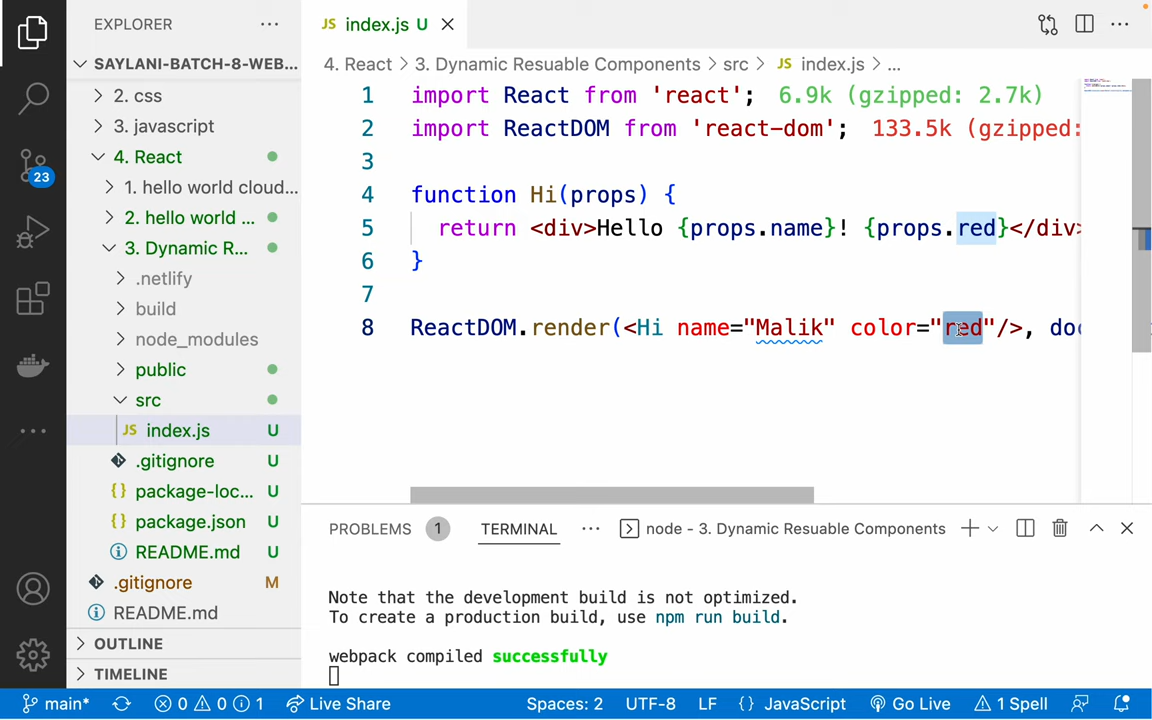 EXPLORER
SAYLANI-BATCH-8-WEB...
2. css
3. javascript
4. React
1. hello world cloud...
2. hello world ...
3. Dynamic R...
.netlify
build
node_modules
public
src
JS index.js U
.gitignore U
{} package-loc... U
{} package.json U
README.md U
.gitignore M
README.md
OUTLINE
TIMELINE
23
JS index.js U
4. React > 3. Dynamic Resuable Components > src > JS index.js > ...
1 import React from 'react'; 6.9k (gzipped: 2.7k)
2 import ReactDOM from 'react-dom'; 133.5k (gzipped:
3
4 function Hi(props) {
5 return <div>Hello {props.name}! {props.red}</div>
6 }
7
8 ReactDOM.render(<Hi name="Malik" color="red"/>, doc
PROBLEMS 1 TERMINAL ... node - 3. Dynamic Resuable Components
Note that the development build is not optimized.
To create a production build, use npm run build.
webpack compiled successfully
main* 0 0 1 Live Share Spaces: 2 UTF-8 LF {} JavaScript Go Live 1 Spell